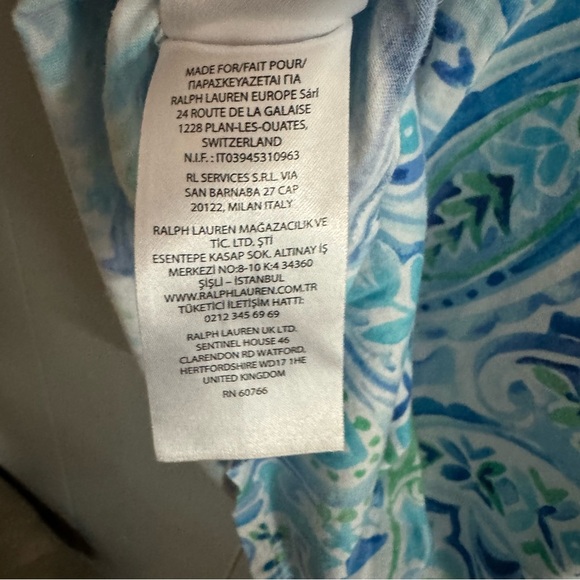 MADE FOR/FAIT POUR/
ΠΑΡΑΣΚΕΥΑΖΕΤΑΙ ΓΙΑ
RALPH LAUREN EUROPE Sárl
24 ROUTE DE LA GALAISE
1228 PLAN-LES-OUATES,
SWITZERLAND
N.I.F.: IT03945310963
RL SERVICES S.R.L. VIA
SAN BARNABA 27 CAP
20122, MILAN ITALY
RALPH LAUREN MAĞAZACILIK VE
TİC. LTD. ŞTİ
ESENTEPE KASAP SOK. ALTINAY İŞ
MERKEZİ NO:8-10 K:4 34360
ŞİŞLİ – İSTANBUL
WWW.RALPHLAUREN.COM.TR
TÜKETİCİ İLETİŞİM HATTI:
0212 345 69 69
RALPH LAUREN UK LTD.
SENTINEL HOUSE 46
CLARENDON RD WATFORD,
HERTFORDSHIRE WD17 1HE
UNITED KINGDOM
RN 60766